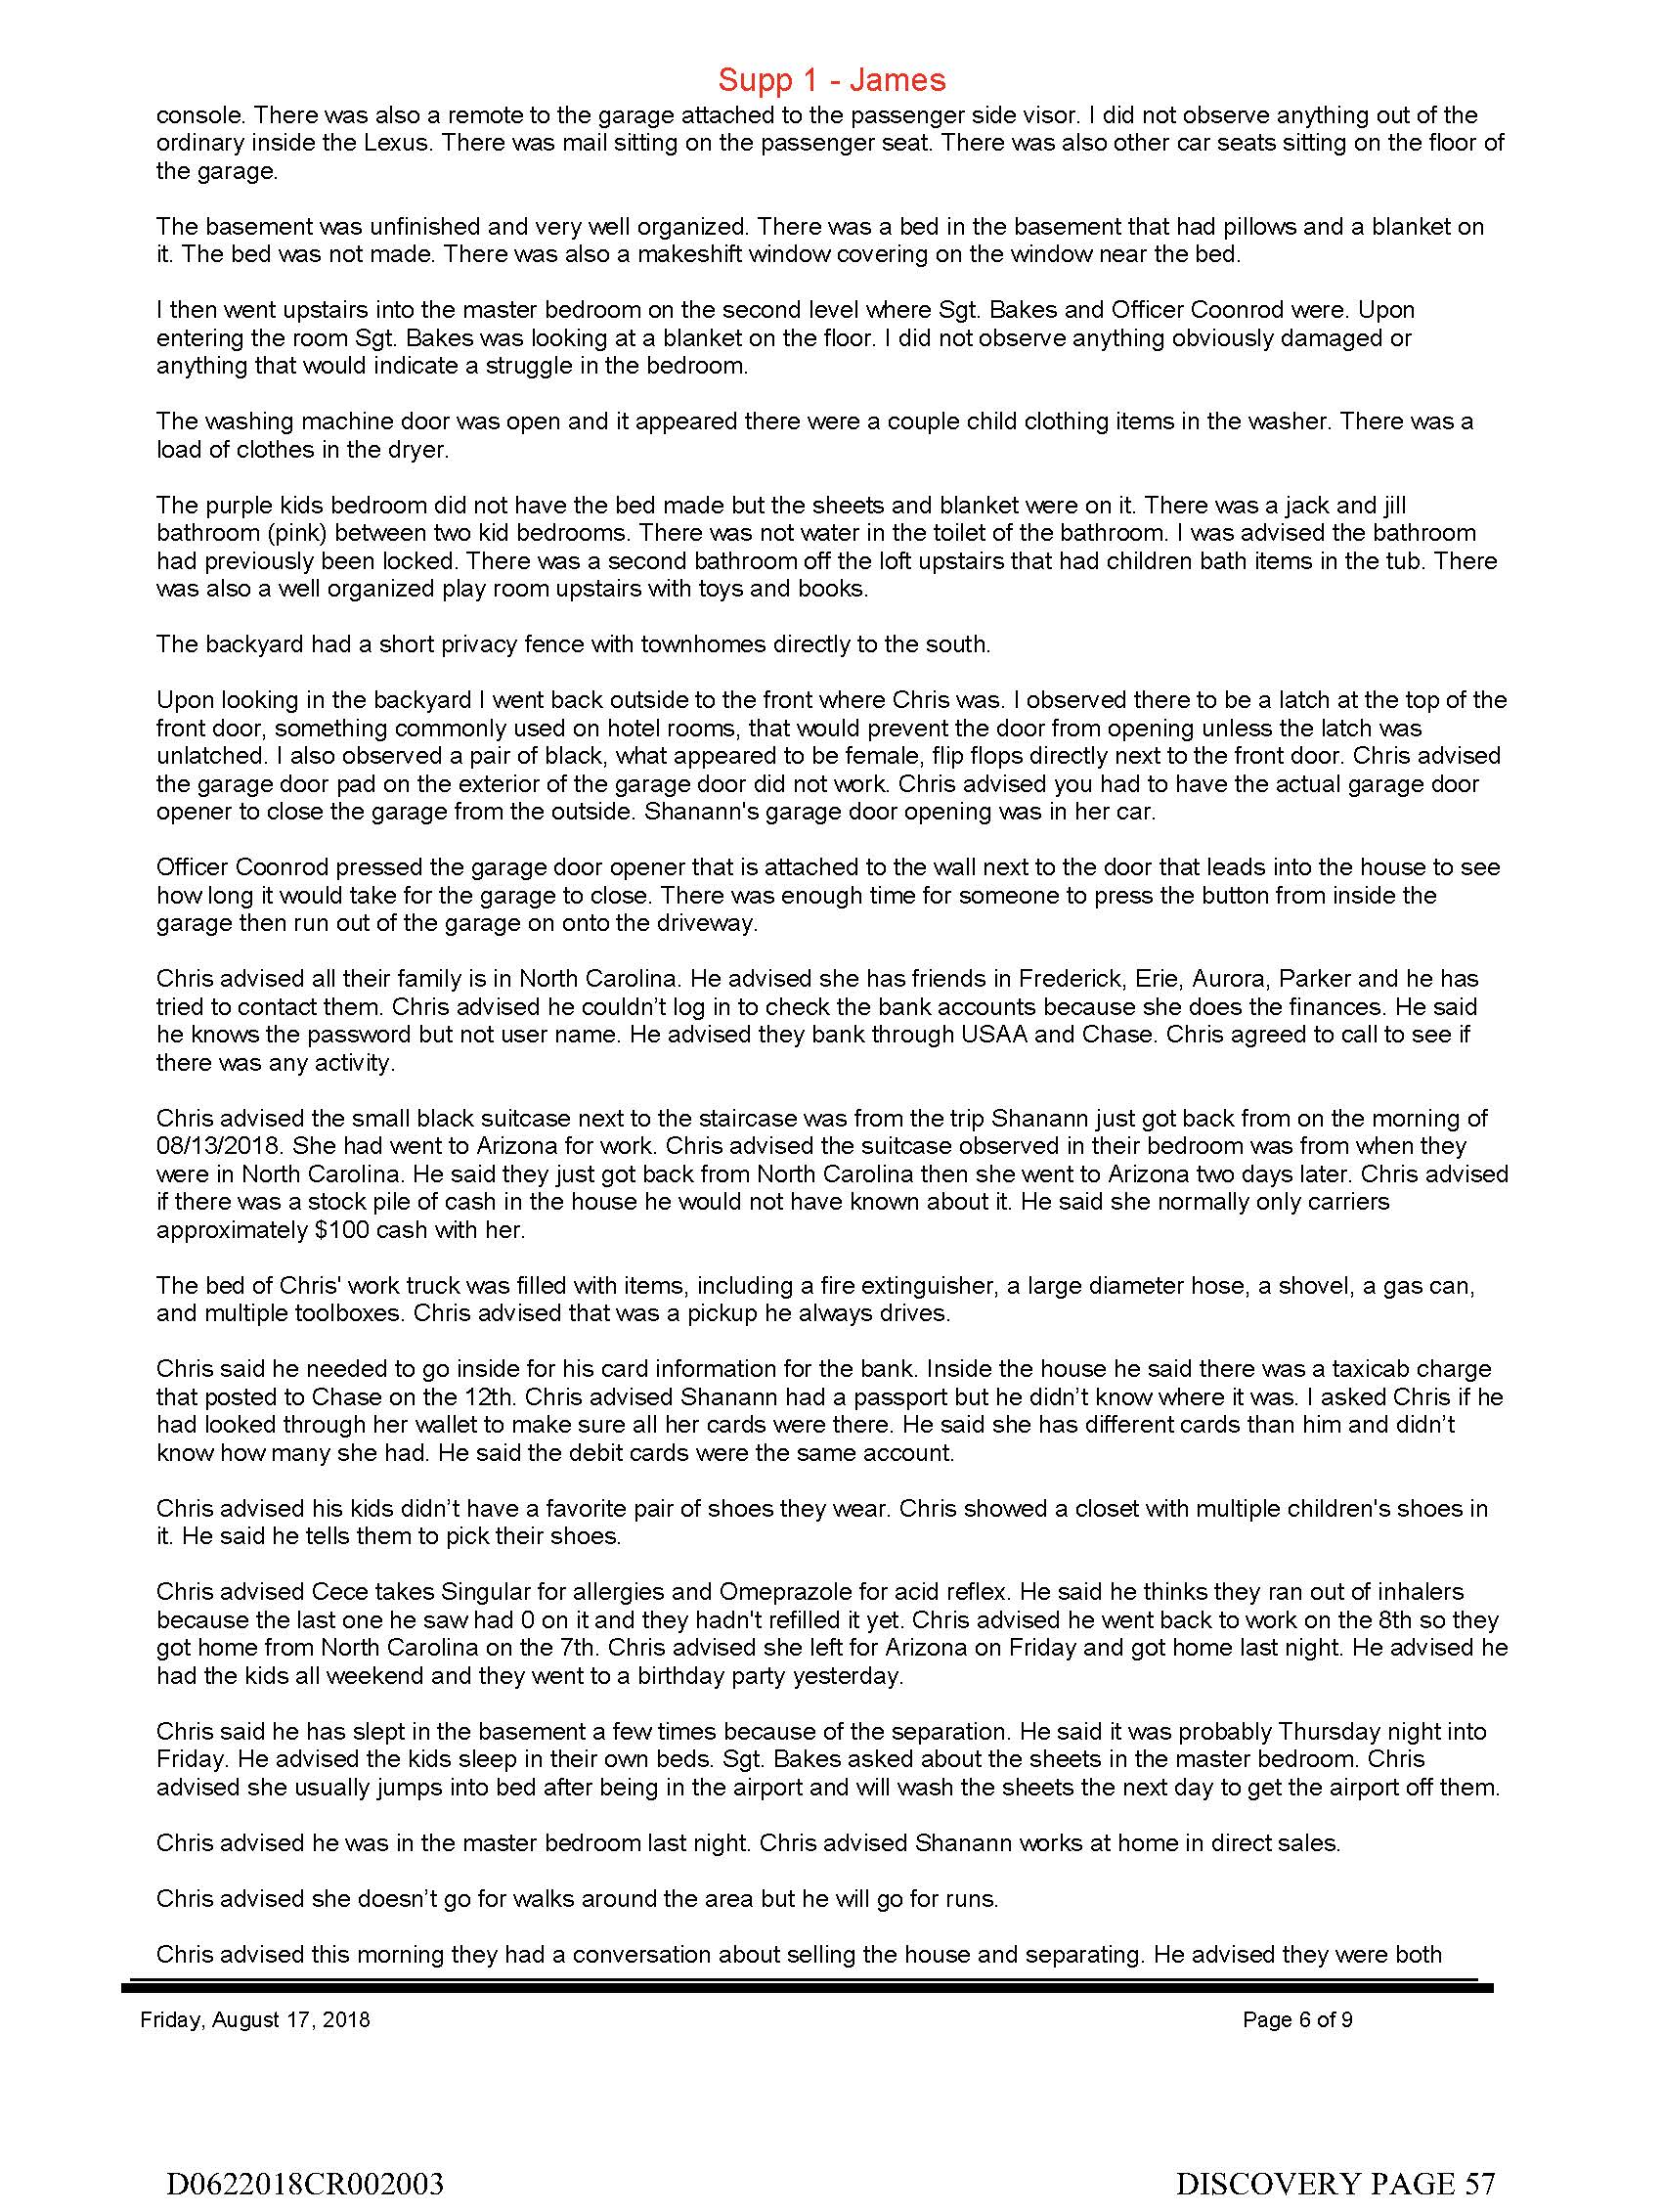 Supp 1 - James
console. There was also a remote to the garage attached to the passenger side visor. I did not observe anything out of the
ordinary inside the Lexus. There was mail sitting on the passenger seat. There was also other car seats sitting on the floor of
the garage.
The basement was unfinished and very well organized. There was a bed in the basement that had pillows and a blanket on
it. The bed was not made. There was also a makeshift window covering on the window near the bed.
I then went upstairs into the master bedroom on the second level where Sgt. Bakes and Officer Coonrod were. Upon
entering the room Sgt. Bakes was looking at a blanket on the floor. I did not observe anything obviously damaged or
anything that would indicate a struggle in the bedroom.
The washing machine door was open and it appeared there were a couple child clothing items in the washer. There was a
load of clothes in the dryer.
The purple kids bedroom did not have the bed made but the sheets and blanket were on it. There was a jack and jill
bathroom (pink) between two kid bedrooms. There was not water in the toilet of the bathroom. I was advised the bathroom
had previously been locked. There was a second bathroom off the loft upstairs that had children bath items in the tub. There
was also a well organized play room upstairs with toys and books.
The backyard had a short privacy fence with townhomes directly to the south.
Upon looking in the backyard I went back outside to the front where Chris was. I observed there to be a latch at the top of the
front door, something commonly used on hotel rooms, that would prevent the door from opening unless the latch was
unlatched. I also observed a pair of black, what appeared to be female, flip flops directly next to the front door. Chris advised
the garage door pad on the exterior of the garage door did not work. Chris advised you had to have the actual garage door
opener to close the garage from the outside. Shanann's garage door opening was in her car.
Officer Coonrod pressed the garage door opener that is attached to the wall next to the door that leads into the house to see
how long it would take for the garage to close. There was enough time for someone to press the button from inside the
garage then run out of the garage on onto the driveway.
Chris advised all their family is in North Carolina. He advised she has friends in Frederick, Erie, Aurora, Parker and he has
tried to contact them. Chris advised he couldn’t log in to check the bank accounts because she does the finances. He said
he knows the password but not user name. He advised they bank through USAA and Chase. Chris agreed to call to see if
there was any activity.
Chris advised the small black suitcase next to the staircase was from the trip Shanann just got back from on the morning of
08/13/2018. She had went to Arizona for work. Chris advised the suitcase observed in their bedroom was from when they
were in North Carolina. He said they just got back from North Carolina then she went to Arizona two days later. Chris advised
if there was a stock pile of cash in the house he would not have known about it. He said she normally only carriers
approximately $100 cash with her.
The bed of Chris' work truck was filled with items, including a fire extinguisher, a large diameter hose, a shovel, a gas can,
and multiple toolboxes. Chris advised that was a pickup he always drives.
Chris said he needed to go inside for his card information for the bank. Inside the house he said there was a taxicab charge
that posted to Chase on the 12th. Chris advised Shanann had a passport but he didn’t know where it was. I asked Chris if he
had looked through her wallet to make sure all her cards were there. He said she has different cards than him and didn’t
know how many she had. He said the debit cards were the same account.
Chris advised his kids didn’t have a favorite pair of shoes they wear. Chris showed a closet with multiple children's shoes in
it. He said he tells them to pick their shoes.
Chris advised Cece takes Singular for allergies and Omeprazole for acid reflex. He said he thinks they ran out of inhalers
because the last one he saw had 0 on it and they hadn't refilled it yet. Chris advised he went back to work on the 8th so they
got home from North Carolina on the 7th. Chris advised she left for Arizona on Friday and got home last night. He advised he
had the kids all weekend and they went to a birthday party yesterday.
Chris said he has slept in the basement a few times because of the separation. He said it was probably Thursday night into
Friday. He advised the kids sleep in their own beds. Sgt. Bakes asked about the sheets in the master bedroom. Chris
advised she usually jumps into bed after being in the airport and will wash the sheets the next day to get the airport off them.
Chris advised he was in the master bedroom last night. Chris advised Shanann works at home in direct sales.
Chris advised she doesn’t go for walks around the area but he will go for runs.
Chris advised this morning they had a conversation about selling the house and separating. He advised they were both
Friday, August 17, 2018 Page 6 of 9
D0622018CR002003 DISCOVERY PAGE 57